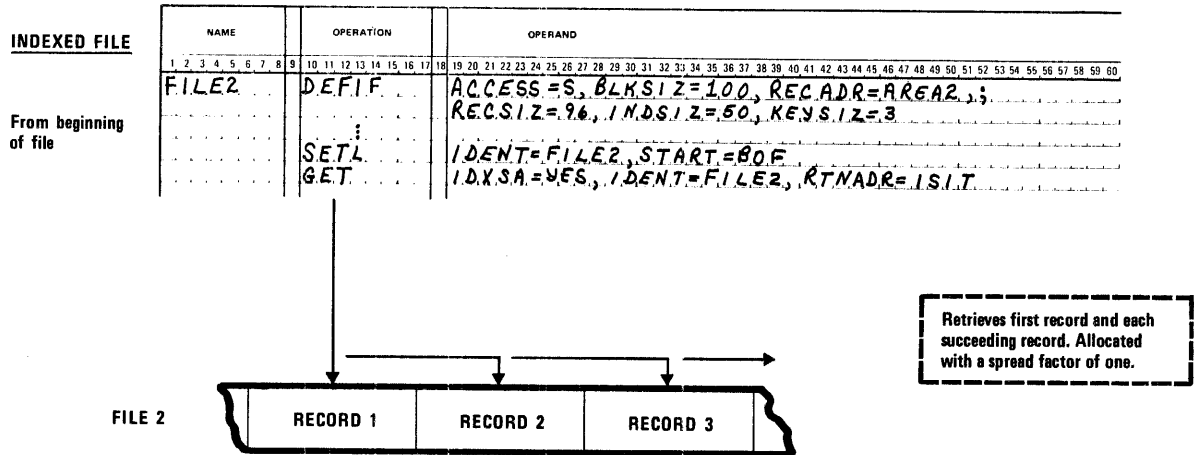 INDEXED FILE
NAME OPERATION OPERAND
1 2 3 4 5 6 7 8 9 10 11 12 13 14 15 16 17 18 19 20 21 22 23 24 25 26 27 28 29 30 31 32 33 34 35 36 37 38 39 40 41 42 43 44 45 46 47 48 49 50 51 52 53 54 55 56 57 58 59 60
FILE2 DEFIF ACCESS=S, BLKSIZ=100, RECADR=AREA2,;
RECSIZ=96, INDSIZ=50, KEYSIZ=3
From beginning
of file
SETL IDENT=FILE2, START=BOF
GET IDXSA=YES, IDENT=FILE2, RTNADR=ISIT
Retrieves first record and each
succeeding record. Allocated
with a spread factor of one.
FILE 2 RECORD 1 RECORD 2 RECORD 3